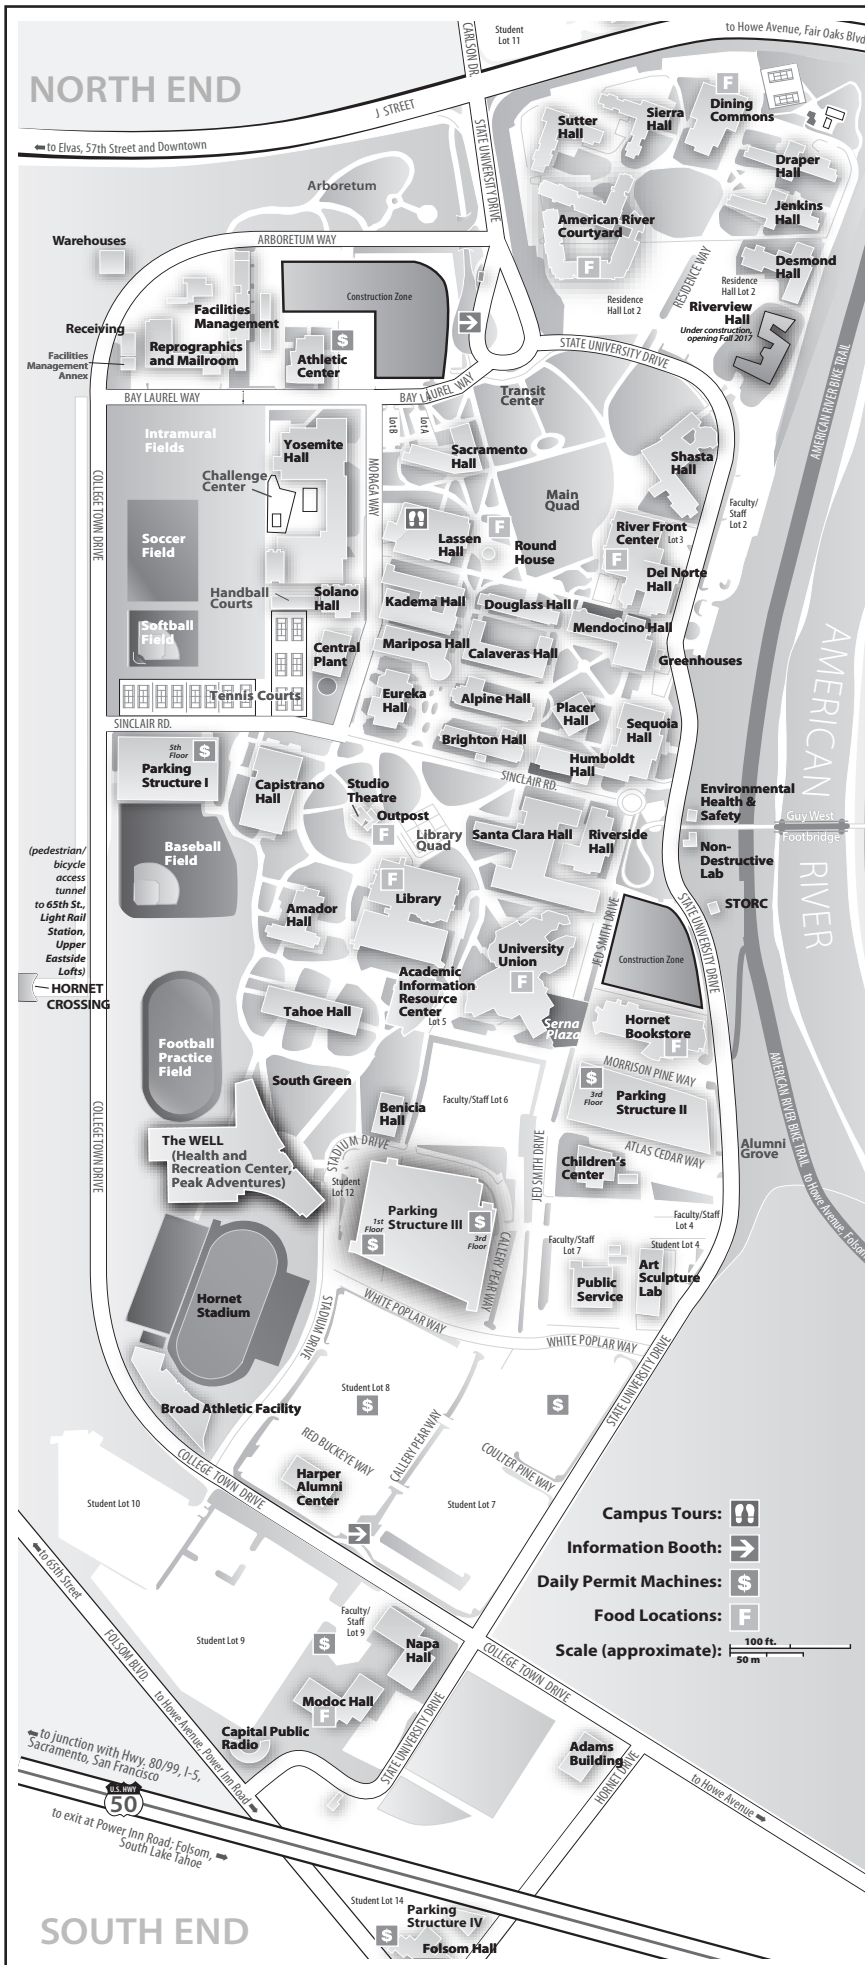 Student
Lot 11
to Howe Avenue, Fair Oaks Blvd
CARLSON DR.
NORTH END
J STREET
to Elvas, 57th Street and Downtown
STATE UNIVERSITY DRIVE
F
Dining
Commons
Sierra
Hall
Sutter
Hall
Draper
Hall
Jenkins
Hall
Arboretum
American River
Courtyard
F
Warehouses
ARBORETUM WAY
Desmond
Hall
RESIDENCE WAY
Residence
Hall Lot 2
Residence
Hall Lot 2
Riverview
Hall
Under construction,
opening Fall 2017
Construction Zone
Facilities
Management
Receiving
Reprographics
and Mailroom
$
Athletic
Center
Facilities
Management
Annex
STATE UNIVERSITY DRIVE
AMERICAN RIVER BIKE TRAIL
BAY LAUREL WAY
BAY LAUREL WAY
Transit
Center
Lot B
Lot A
Intramural
Fields
Yosemite
Hall
Sacramento
Hall
Shasta
Hall
Challenge
Center
COLLEGE TOWN DRIVE
MORAGA WAY
Main
Quad
Faculty/
Staff
Lot 2
Soccer
Field
Lassen
Hall
F
Round
House
River Front
Center
Lot 3
F
Del Norte
Hall
Handball
Courts
Solano
Hall
Kadema Hall
Douglass Hall
Mendocino Hall
Softball
Field
Central
Plant
Mariposa Hall
Calaveras Hall
Greenhouses
AMERICAN
RIVER
Tennis Courts
Eureka
Hall
Alpine Hall
Placer
Hall
Sequoia
Hall
SINCLAIR RD.
Brighton Hall
Humboldt
Hall
SINCLAIR RD.
5th
Floor
$
Parking
Structure I
Capistrano
Hall
Studio
Theatre
Outpost
F
Library
Quad
Santa Clara Hall
Riverside
Hall
Environmental
Health &
Safety
Guy West
Footbridge
Non-
Destructive
Lab
STORC
Baseball
Field
(pedestrian/
bicycle
access
tunnel
to 65th St.,
Light Rail
Station,
Upper
Eastside
Lofts)
HORNET
CROSSING
F
Library
Amador
Hall
University
Union
F
JED SMITH DRIVE
Construction Zone
STATE UNIVERSITY DRIVE
Academic
Information
Resource
Center
Lot 5
Tahoe Hall
Serna
Plaza
Hornet
Bookstore
F
Football
Practice
Field
South Green
MORRISON PINE WAY
$
3rd
Floor
Parking
Structure II
Faculty/Staff Lot 6
Benicia
Hall
COLLEGE TOWN DRIVE
The WELL
(Health and
Recreation Center,
Peak Adventures)
STADIUM DRIVE
JED SMITH DRIVE
ATLAS CEDAR WAY
Alumni
Grove
AMERICAN RIVER BIKE TRAIL
to Howe Avenue, Folsom
Children's
Center
Student
Lot 12
Parking
Structure III
1st
Floor
$
$
3rd
Floor
CALLERY PEAR WAY
Faculty/Staff
Lot 4
Faculty/Staff
Lot 7
Student Lot 4
Art
Sculpture
Lab
Public
Service
Hornet
Stadium
STADIUM DRIVE
WHITE POPLAR WAY
WHITE POPLAR WAY
STATE UNIVERSITY DRIVE
Student Lot 8
$
$
Broad Athletic Facility
RED BUCKEYE WAY
CALLERY PEAR WAY
COULTER PINE WAY
COLLEGE TOWN DRIVE
Harper
Alumni
Center
Student Lot 10
Student Lot 7
Campus Tours:
Information Booth:
Daily Permit Machines: $
Food Locations: F
Scale (approximate):
100 ft.
50 m
to 65th Street
FOLSOM BLVD.
to Howe Avenue, Power Inn Road
Student Lot 9
Faculty/
Staff
Lot 9
$
Napa
Hall
Modoc Hall
F
Capital Public
Radio
STATE UNIVERSITY DRIVE
COLLEGE TOWN DRIVE
Adams
Building
HORNET DRIVE
to Howe Avenue
to junction with Hwy. 80/99, I-5,
Sacramento, San Francisco
U.S. HWY
50
to exit at Power Inn Road; Folsom,
South Lake Tahoe
SOUTH END
Student Lot 14
$
Parking
Structure IV
Folsom Hall